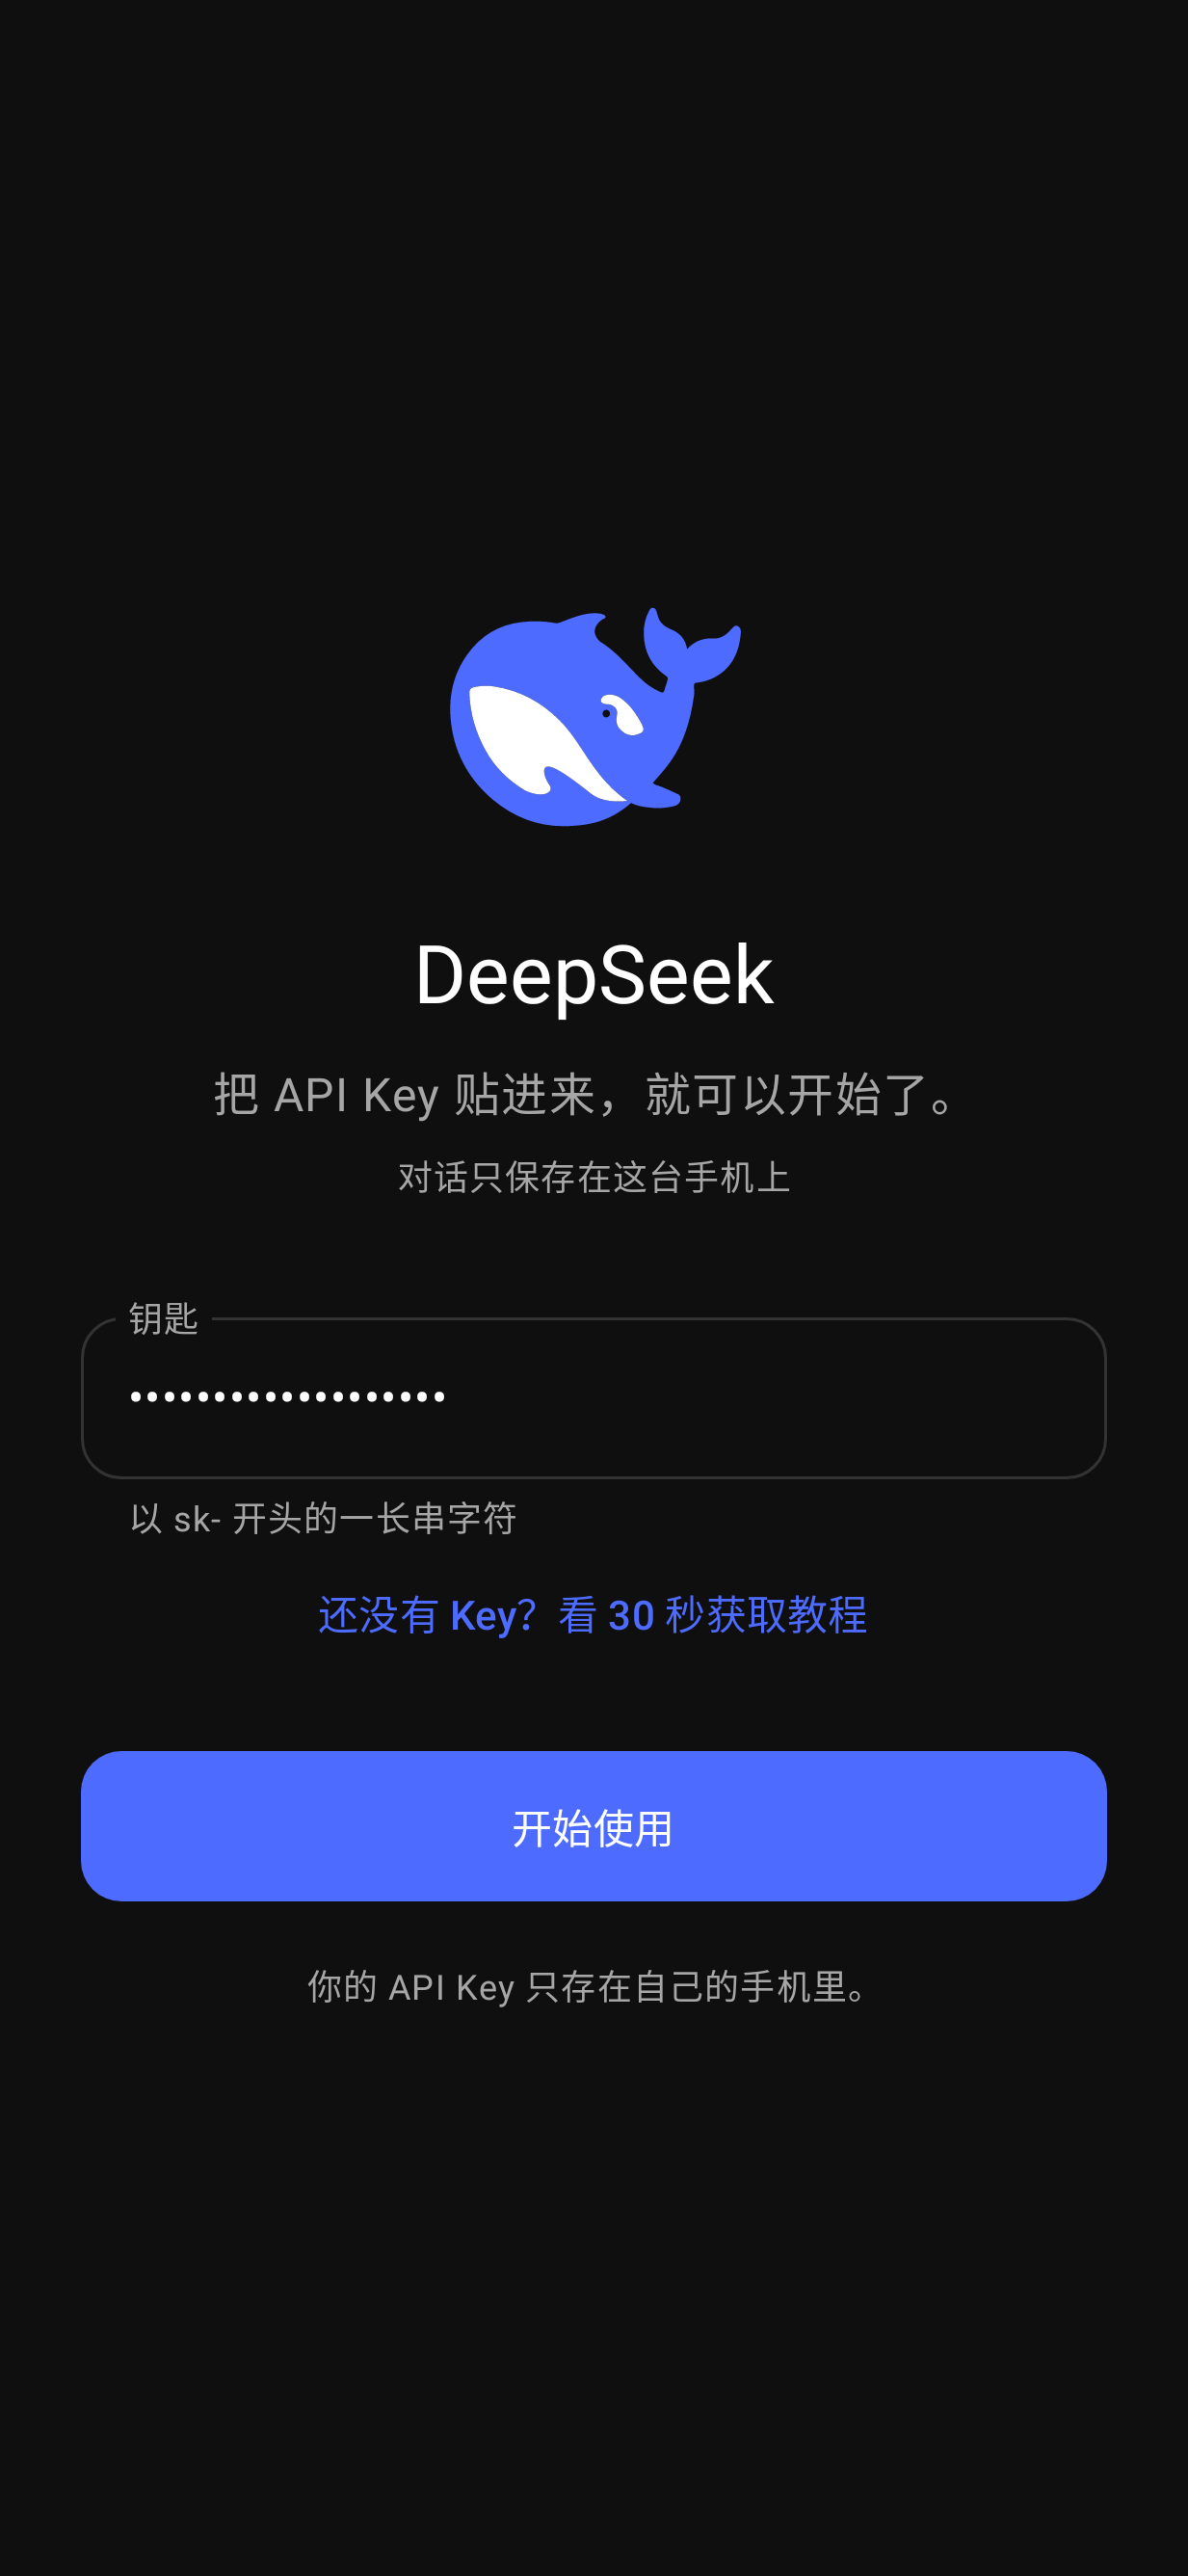 DeepSeek
把 API Key 贴进来，就可以开始了。
对话只保存在这台手机上
钥匙
•••••••••••••••••••
以 sk- 开头的一长串字符
还没有 Key？看 30 秒获取教程
开始使用
你的 API Key 只存在自己的手机里。